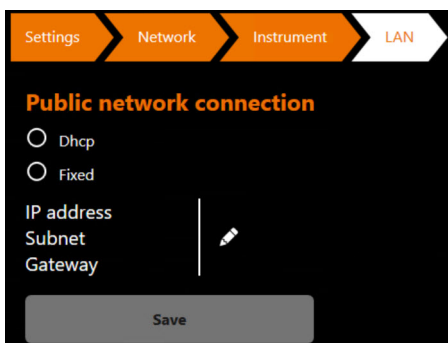 Settings Network Instrument LAN
Public network connection
Dhcp
Fixed
IP address
Subnet
Gateway
Save